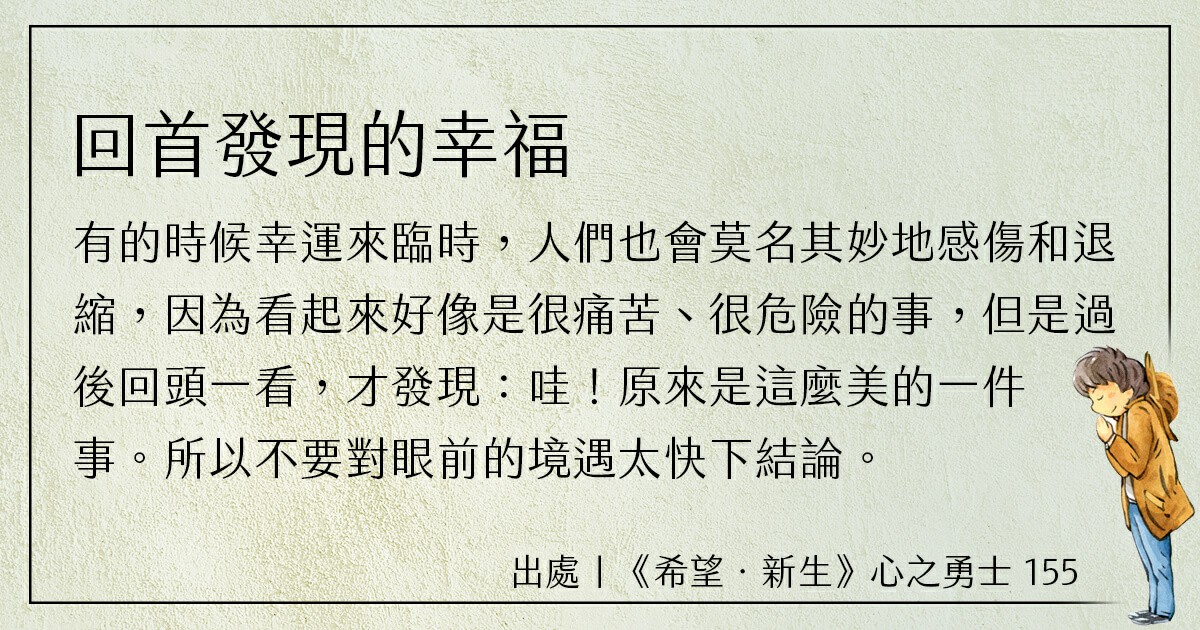 回首發現的幸福
有的時候幸運來臨時，人們也會莫名其妙地感傷和退
縮，因為看起來好像是很痛苦、很危險的事，但是過
後回頭一看，才發現：哇！原來是這麼美的一件
事。所以不要對眼前的境遇太快下結論。
出處｜《希望．新生》心之勇士 155